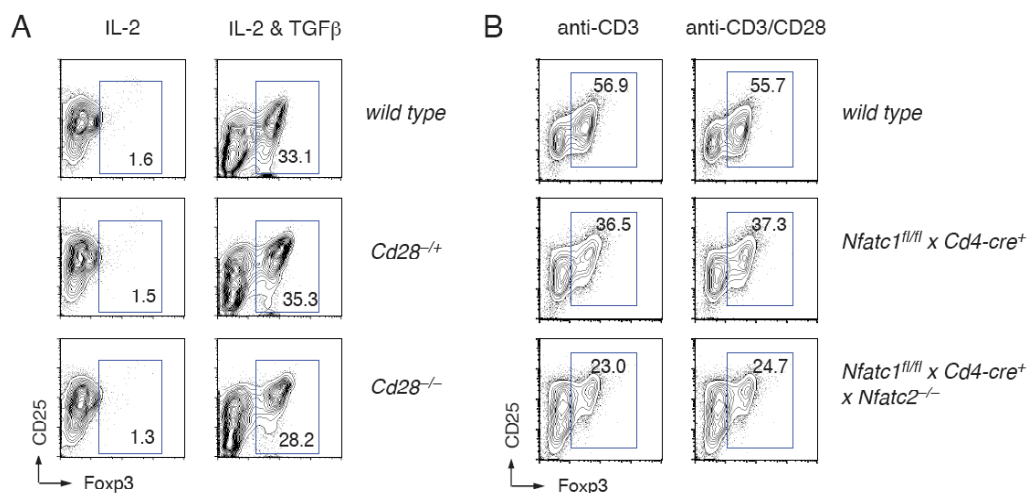 A
IL-2
IL-2 & TGFβ
1.6
33.1
wild type
1.5
35.3
Cd28–/+
1.3
28.2
Cd28–/–
CD25
Foxp3
B
anti-CD3
anti-CD3/CD28
56.9
55.7
wild type
36.5
37.3
Nfatc1fl/fl x Cd4-cre+
23.0
24.7
Nfatc1fl/fl x Cd4-cre+
x Nfatc2–/–
CD25
Foxp3